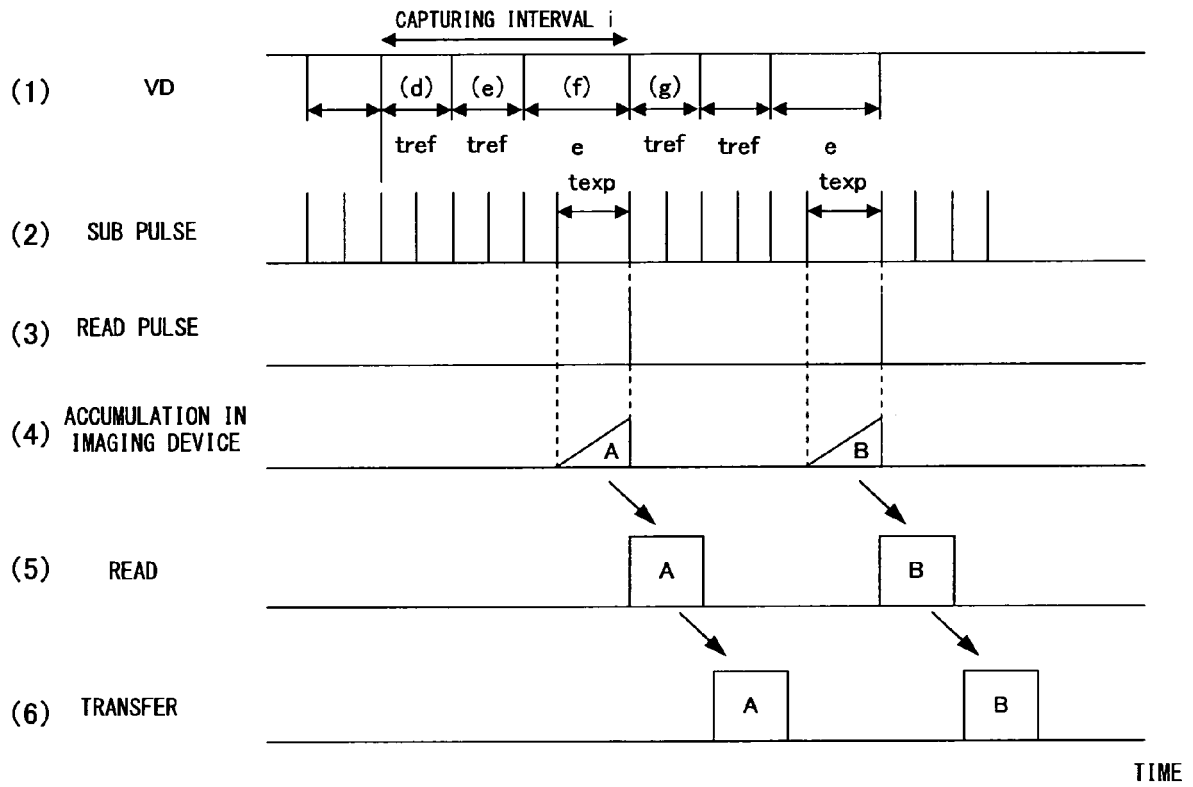 CAPTURING INTERVAL i
(1) VD (d) (e) (f) (g)
tref tref e tref tref e
texp texp
(2) SUB PULSE
(3) READ PULSE
(4) ACCUMULATION IN
IMAGING DEVICE
A B
(5) READ A B
(6) TRANSFER A B
TIME